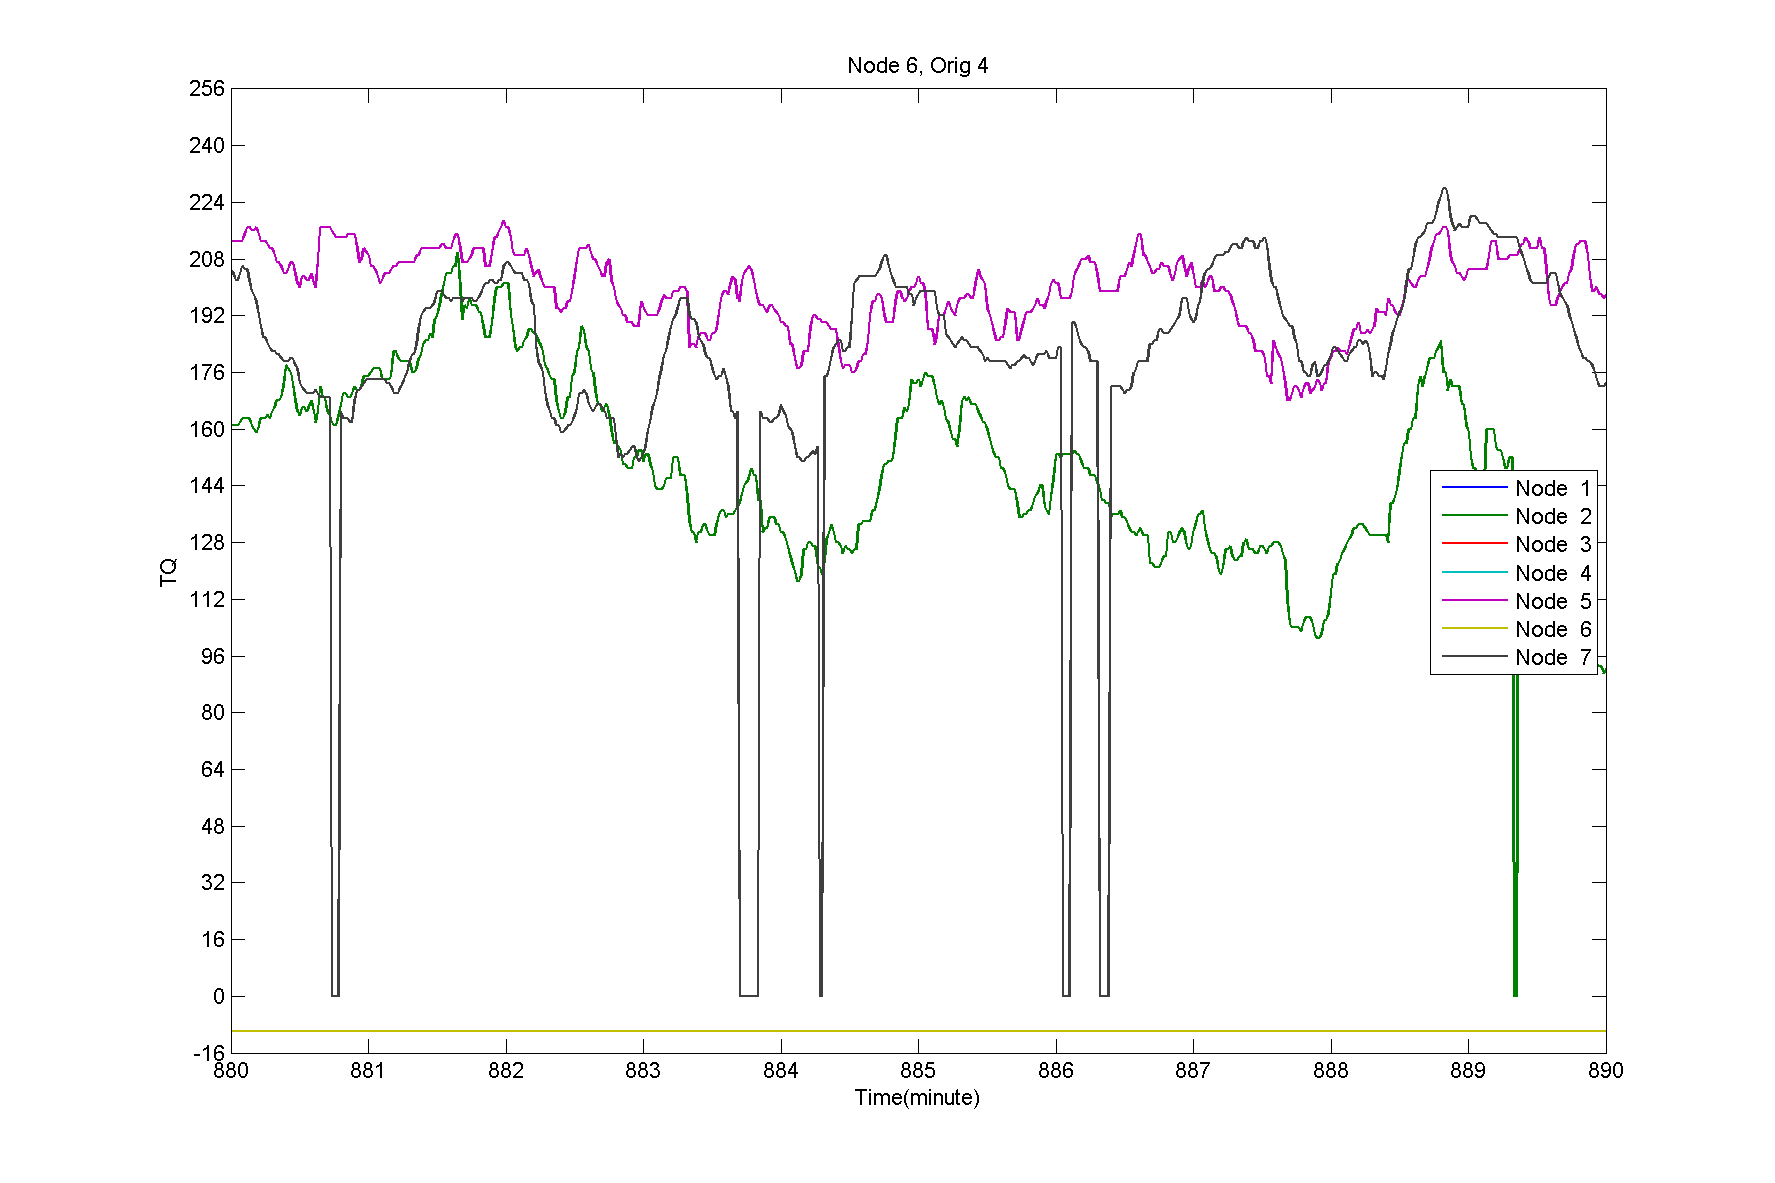 Node 6, Orig 4
256
240
224
208
192
176
160
144
128
112
96
80
64
48
32
16
0
-16
TQ
Node 1
Node 2
Node 3
Node 4
Node 5
Node 6
Node 7
880 881 882 883 884 885 886 887 888 889 890
Time(minute)